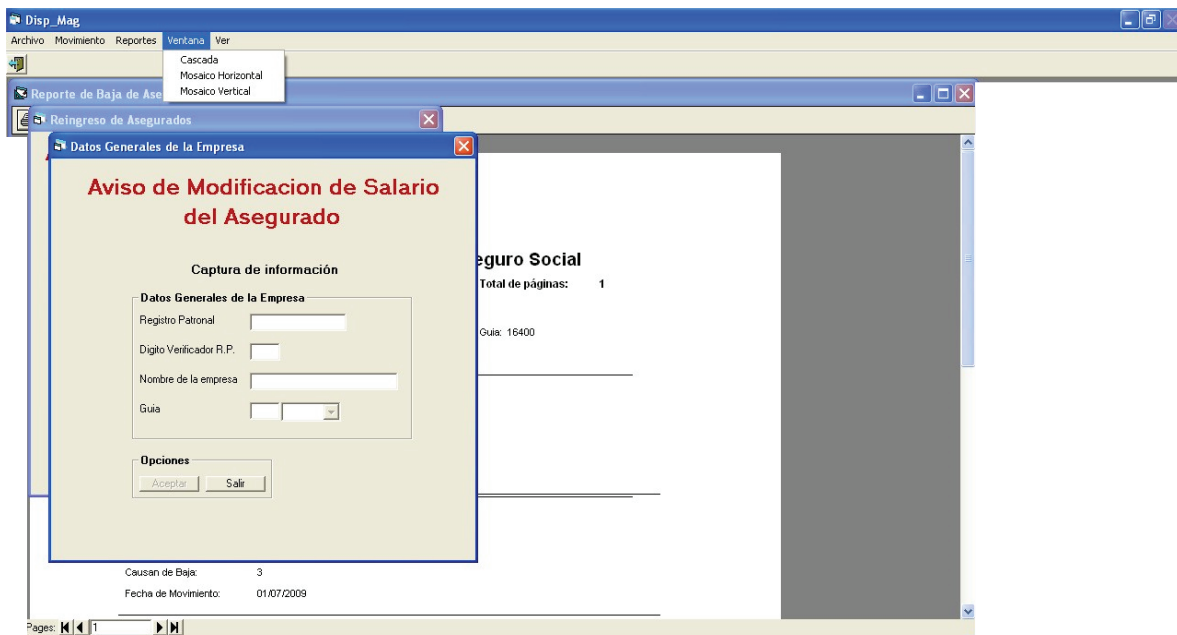 Disp_Mag
Archivo Movimiento Reportes Ventana Ver
Cascada
Mosaico Horizontal
Mosaico Vertical
Reporte de Baja de Ase
Reingreso de Asegurados
Datos Generales de la Empresa
Aviso de Modificacion de Salario
del Asegurado
Captura de información
Datos Generales de la Empresa
Registro Patronal
Digito Verificador R.P.
Nombre de la empresa
Guia
Opciones
Aceptar Salir
eguro Social
Total de páginas: 1
Guia: 16400
Causan de Baja: 3
Fecha de Movimiento: 01/07/2009
Pages: 1